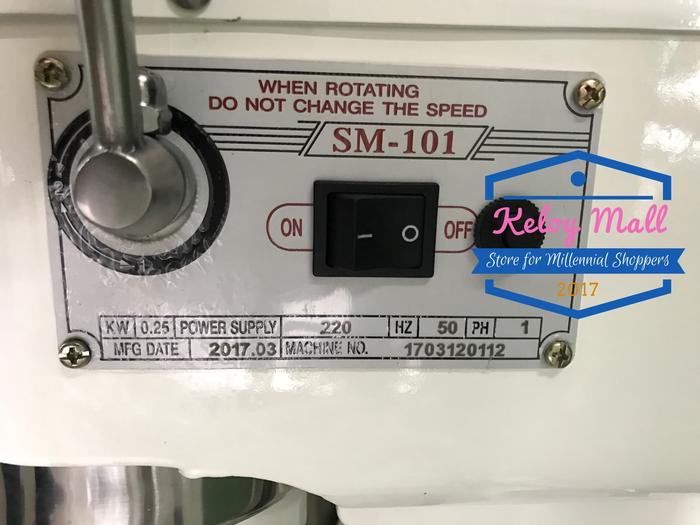 WHEN ROTATING
DO NOT CHANGE THE SPEED
SM-101
ON
OFF
Keloy Mall
Store for Millennial Shoppers
2017
KW 0.25 POWER SUPPLY 220 HZ 50 PH 1
MFG DATE 2017.03 MACHINE NO. 1703120112